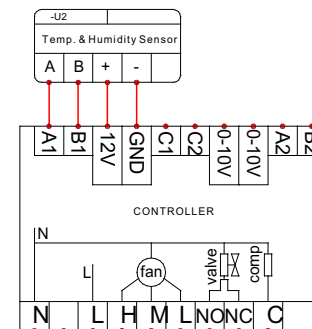 -U2
Temp. & Humidity Sensor
A B + -
A1 B1 12V GND C1 C2 0-10V 0-10V A2 B2
CONTROLLER
N
L fan valve comp
N L H M L NO NC C